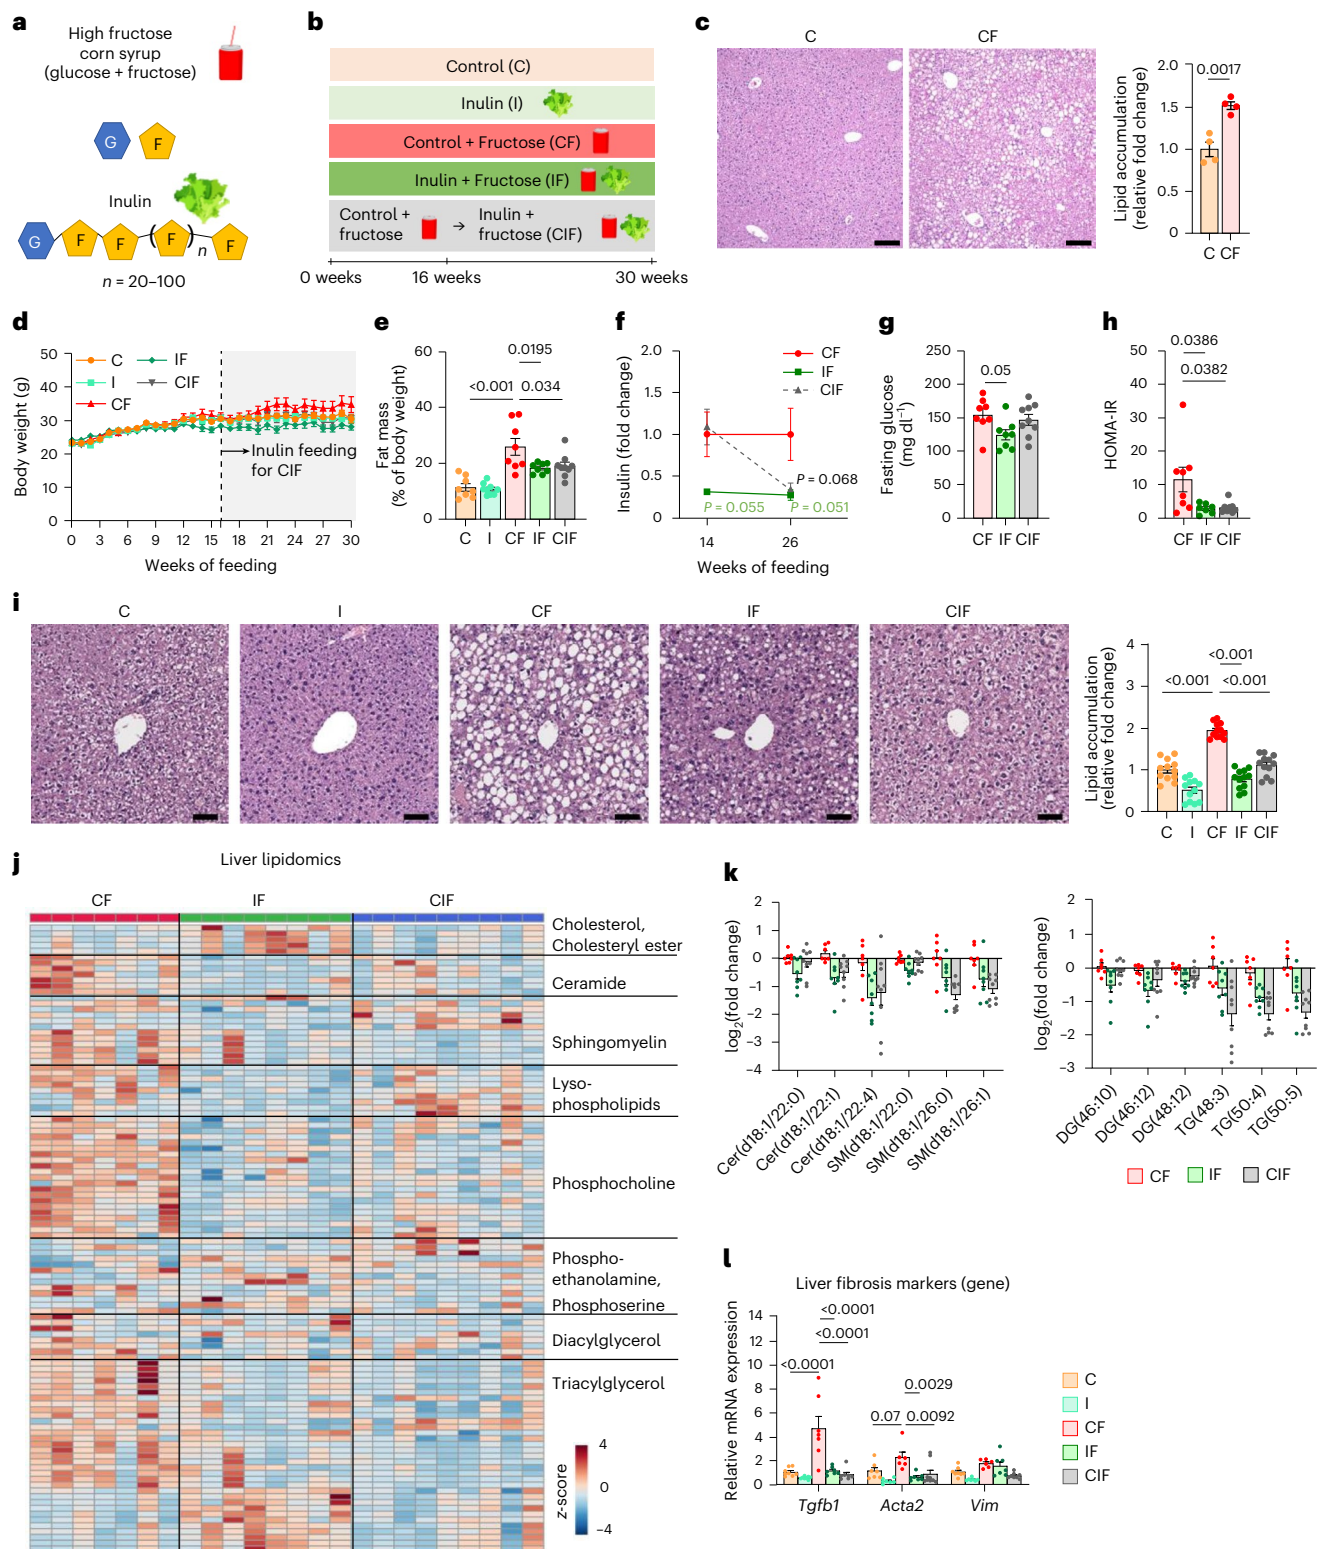 a
High fructose
corn syrup
(glucose + fructose)
G
F
Inulin
G
F
F
(F)n
F
n = 20–100
b
Control (C)
Inulin (I)
Control + Fructose (CF)
Inulin + Fructose (IF)
Control +
fructose
→
Inulin +
fructose (CIF)
0 weeks
16 weeks
30 weeks
c
C
CF
Lipid accumulation
(relative fold change)
2.0
1.5
1.0
0.5
0
0.0017
C CF
d
Body weight (g)
50
40
30
20
10
0
C
I
CF
IF
CIF
Inulin feeding
for CIF
0 3 6 9 12 15 18 21 24 27 30
Weeks of feeding
e
Fat mass
(% of body weight)
60
40
20
0
0.0195
<0.001
0.034
C I CF IF CIF
f
Insulin (fold change)
2.0
1.5
1.0
0.5
0
CF
IF
CIF
P = 0.068
P = 0.055
P = 0.051
14
26
Weeks of feeding
g
Fasting glucose
(mg dl−1)
250
200
150
100
50
0
0.05
CF IF CIF
h
HOMA-IR
50
40
30
20
10
0
0.0386
0.0382
CF IF CIF
i
C
I
CF
IF
CIF
Lipid accumulation
(relative fold change)
4
3
2
1
0
<0.001
<0.001
<0.001
C I CF IF CIF
j
Liver lipidomics
CF
IF
CIF
Cholesterol,
Cholesteryl ester
Ceramide
Sphingomyelin
Lyso-
phospholipids
Phosphocholine
Phospho-
ethanolamine,
Phosphoserine
Diacylglycerol
Triacylglycerol
z-score
4
0
−4
k
log2(fold change)
2
1
0
−1
−2
−3
−4
Cer(d18:1/22:0)
Cer(d18:1/22:1)
Cer(d18:1/22:4)
SM(d18:1/22:0)
SM(d18:1/26:0)
SM(d18:1/26:1)
log2(fold change)
2
1
0
−1
−2
−3
DG(46:10)
DG(46:12)
DG(48:12)
TG(48:3)
TG(50:4)
TG(50:5)
CF
IF
CIF
l
Liver fibrosis markers (gene)
Relative mRNA expression
14
12
10
8
6
4
2
0
<0.0001
<0.0001
<0.0001
0.0029
0.07
0.0092
Tgfb1
Acta2
Vim
C
I
CF
IF
CIF